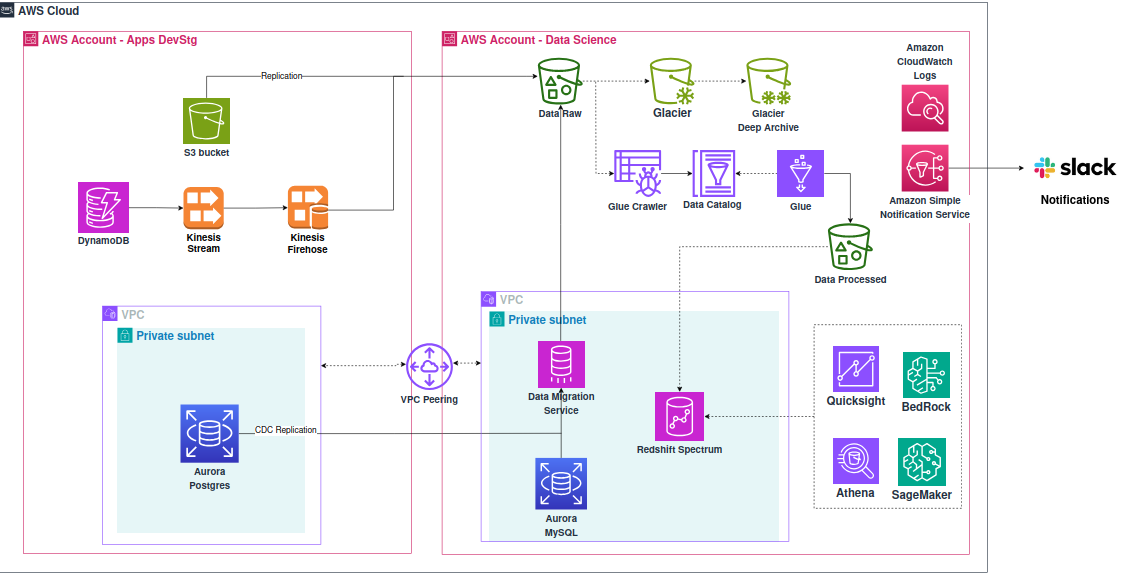 aws
AWS Cloud
AWS Account - Apps DevStg
AWS Account - Data Science
Amazon
CloudWatch
Logs
Replication
S3 bucket
Data Raw
Glacier
Glacier
Deep Archive
DynamoDB
Kinesis
Stream
Kinesis
Firehose
Glue Crawler
Data Catalog
Glue
Amazon Simple
Notification Service
slack
Notifications
Data Processed
VPC
Private subnet
VPC
Private subnet
VPC Peering
Data Migration
Service
Quicksight
BedRock
CDC Replication
Redshift Spectrum
Aurora
Postgres
Aurora
MySQL
Athena
SageMaker